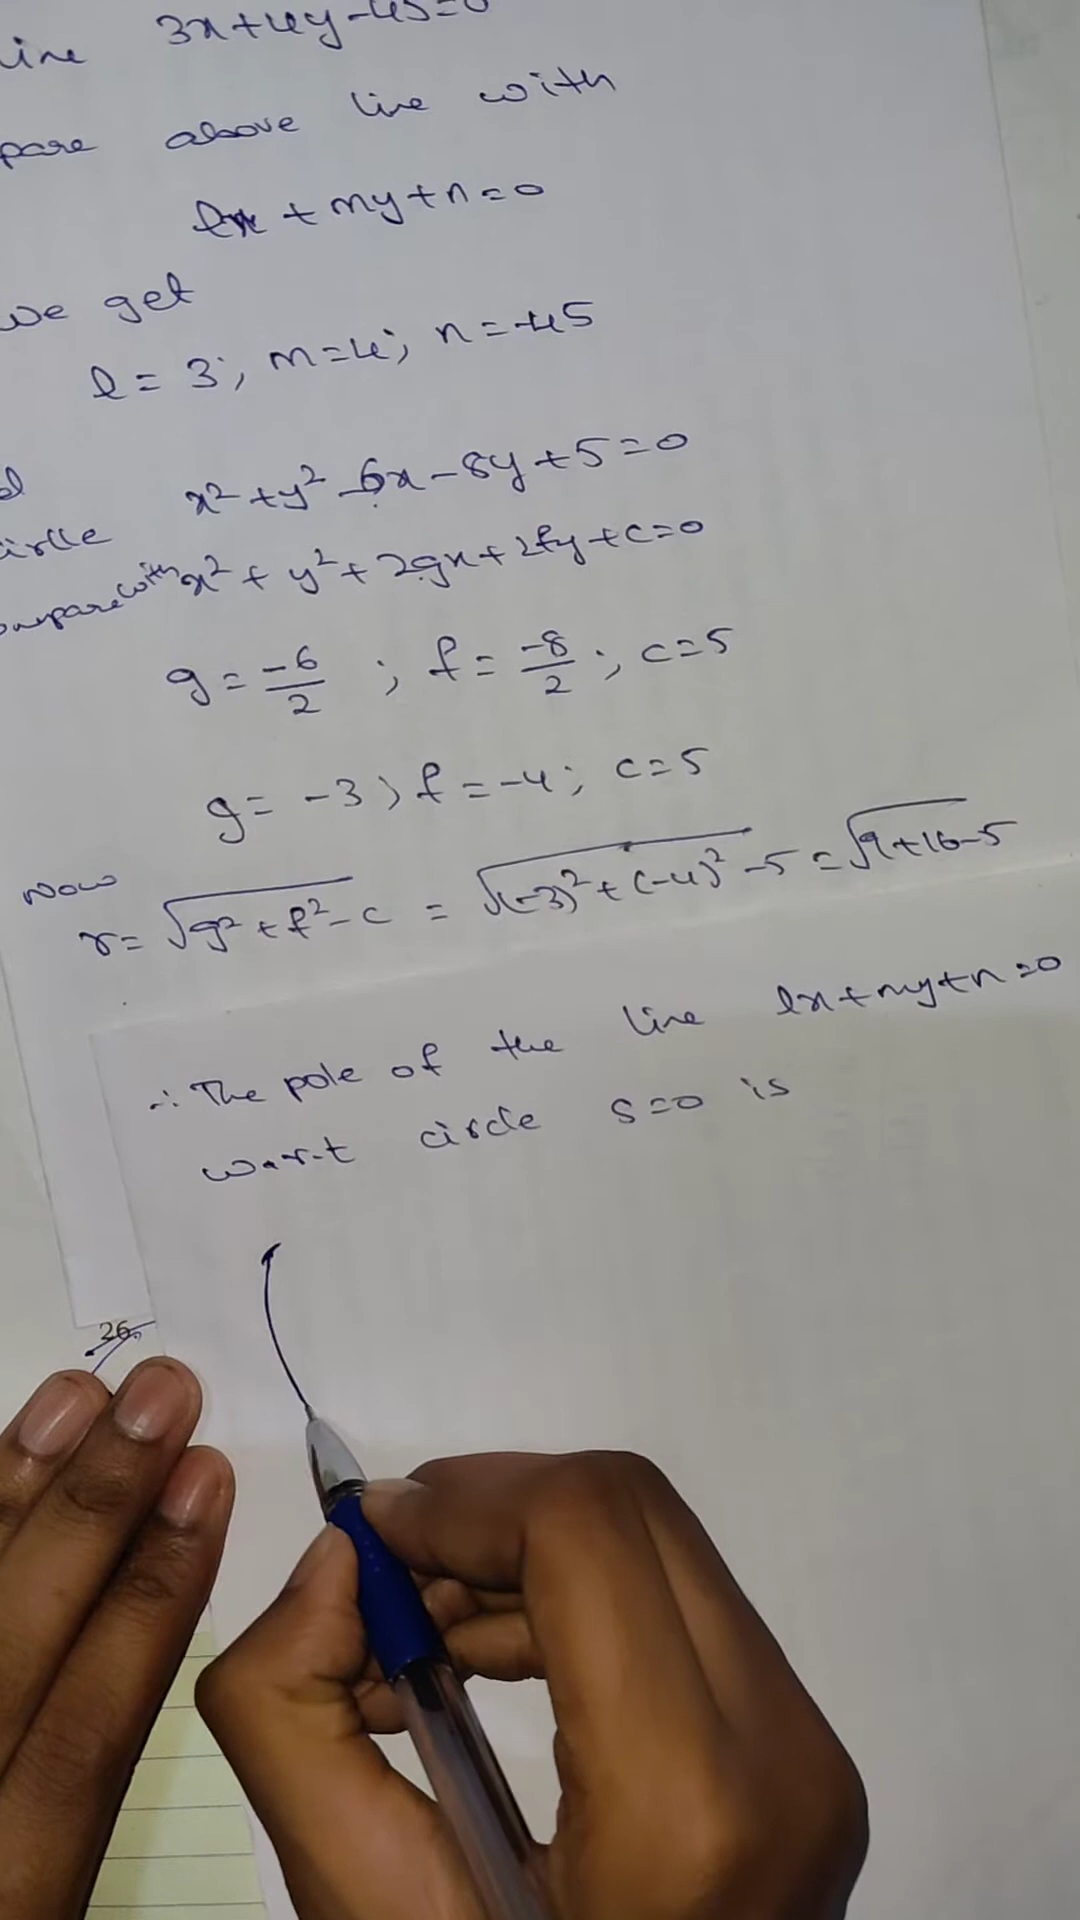 3x+4y-45=0
above line with
lx + my+n=0
we get
l = 3; m=4; n=-45
x² +y² -6x-8y+5=0
with x² + y² + 2gx+2fy+c=0
g = -6/2 ; f = -8/2 ; c=5
g= -3; f=-4; c=5
Now
r= √g²+f²-c = √(-3)²+(-4)²-5 = √9+16-5
∴ The pole of the line lx+my+n=0
w.r.t circle S=0 is
26.